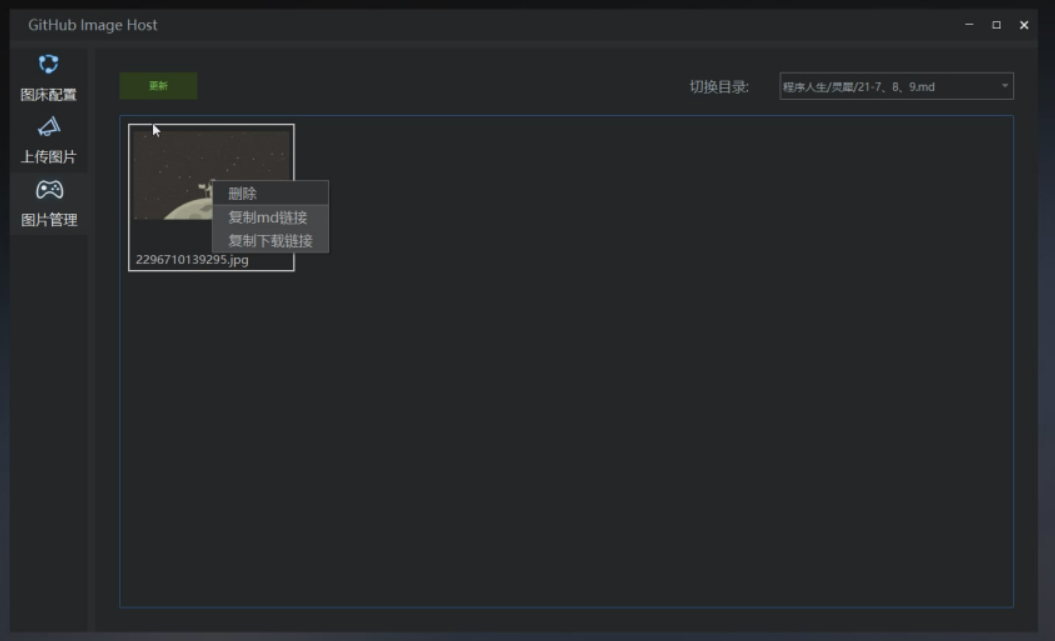 GitHub Image Host
图床配置
上传图片
图片管理
更新
切换目录:
程序人生/灵犀/21-7、8、9.md
删除
复制md链接
复制下载链接
2296710139295.jpg